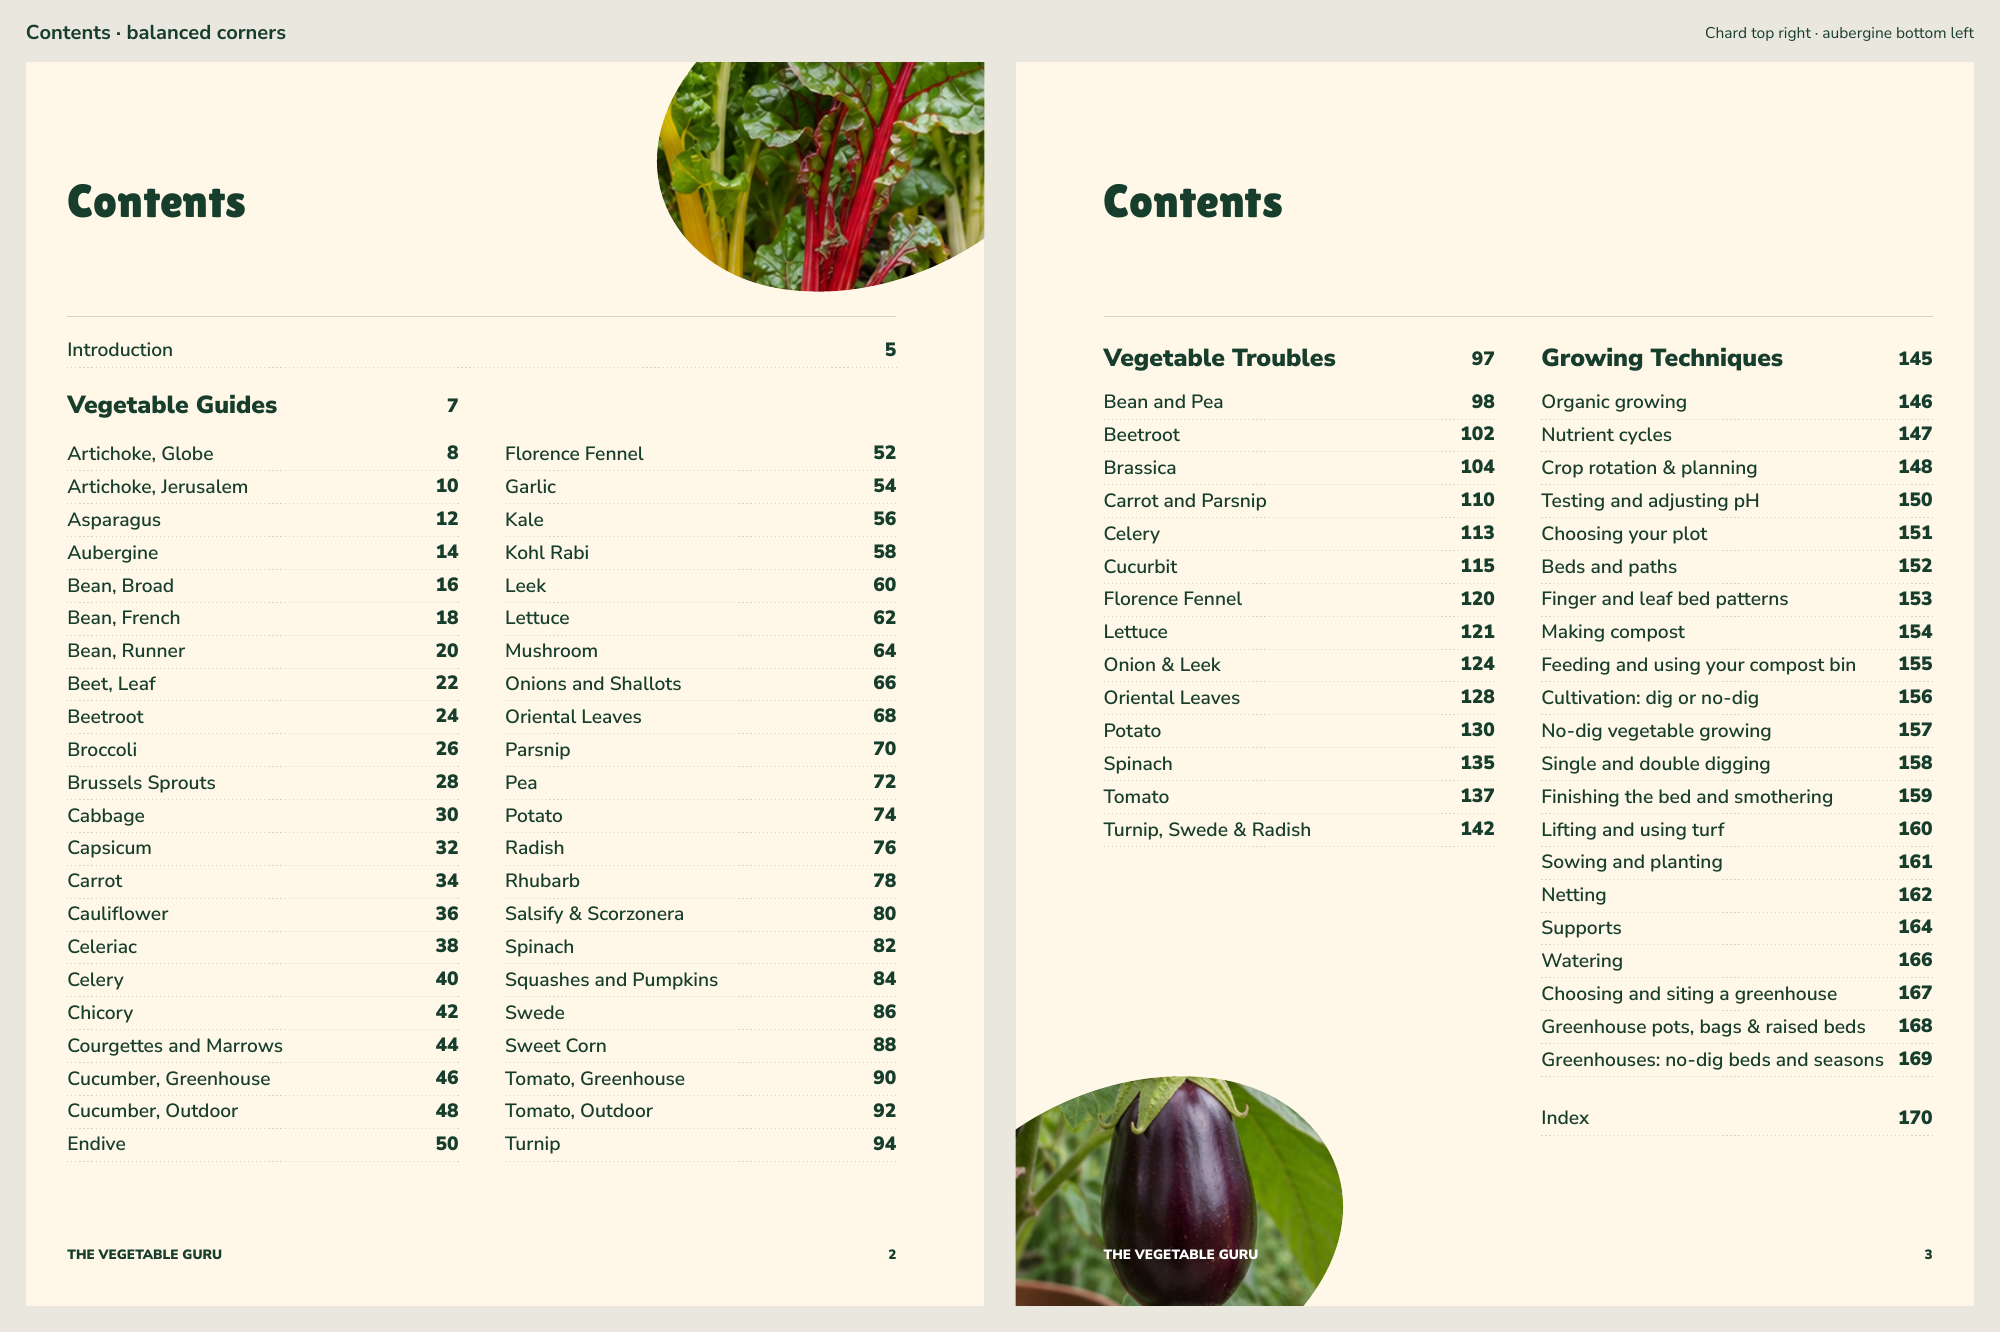 Contents · balanced corners
Chard top right · aubergine bottom left
Contents
Introduction 5
Vegetable Guides 7
Artichoke, Globe 8
Artichoke, Jerusalem 10
Asparagus 12
Aubergine 14
Bean, Broad 16
Bean, French 18
Bean, Runner 20
Beet, Leaf 22
Beetroot 24
Broccoli 26
Brussels Sprouts 28
Cabbage 30
Capsicum 32
Carrot 34
Cauliflower 36
Celeriac 38
Celery 40
Chicory 42
Courgettes and Marrows 44
Cucumber, Greenhouse 46
Cucumber, Outdoor 48
Endive 50
Florence Fennel 52
Garlic 54
Kale 56
Kohl Rabi 58
Leek 60
Lettuce 62
Mushroom 64
Onions and Shallots 66
Oriental Leaves 68
Parsnip 70
Pea 72
Potato 74
Radish 76
Rhubarb 78
Salsify & Scorzonera 80
Spinach 82
Squashes and Pumpkins 84
Swede 86
Sweet Corn 88
Tomato, Greenhouse 90
Tomato, Outdoor 92
Turnip 94
THE VEGETABLE GURU 2
Contents
Vegetable Troubles 97
Bean and Pea 98
Beetroot 102
Brassica 104
Carrot and Parsnip 110
Celery 113
Cucurbit 115
Florence Fennel 120
Lettuce 121
Onion & Leek 124
Oriental Leaves 128
Potato 130
Spinach 135
Tomato 137
Turnip, Swede & Radish 142
Growing Techniques 145
Organic growing 146
Nutrient cycles 147
Crop rotation & planning 148
Testing and adjusting pH 150
Choosing your plot 151
Beds and paths 152
Finger and leaf bed patterns 153
Making compost 154
Feeding and using your compost bin 155
Cultivation: dig or no-dig 156
No-dig vegetable growing 157
Single and double digging 158
Finishing the bed and smothering 159
Lifting and using turf 160
Sowing and planting 161
Netting 162
Supports 164
Watering 166
Choosing and siting a greenhouse 167
Greenhouse pots, bags & raised beds 168
Greenhouses: no-dig beds and seasons 169
Index 170
THE VEGETABLE GURU 3